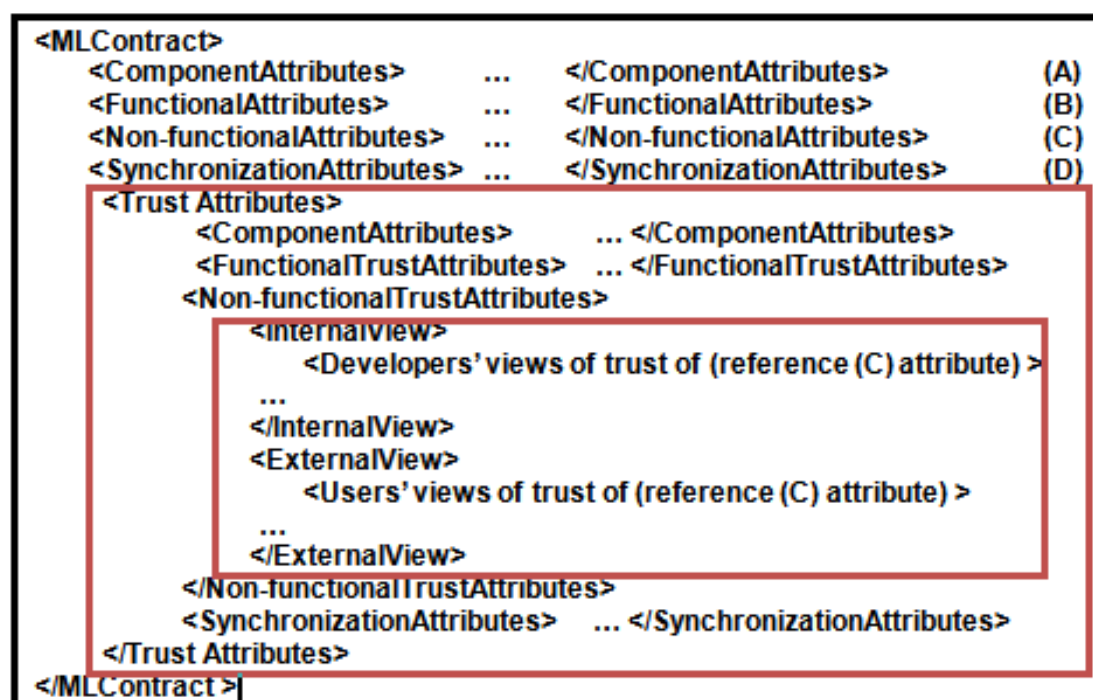 <MLContract>
<ComponentAttributes> ... </ComponentAttributes> (A)
<FunctionalAttributes> ... </FunctionalAttributes> (B)
<Non-functionalAttributes> ... </Non-functionalAttributes> (C)
<SynchronizationAttributes> ... </SynchronizationAttributes> (D)
<Trust Attributes>
<ComponentAttributes> ... </ComponentAttributes>
<FunctionalTrustAttributes> ... </FunctionalTrustAttributes>
<Non-functionalTrustAttributes>
<InternalView>
<Developers' views of trust of (reference (C) attribute) >
...
</InternalView>
<ExternalView>
<Users' views of trust of (reference (C) attribute) >
...
</ExternalView>
</Non-functionalTrustAttributes>
<SynchronizationAttributes> ... </SynchronizationAttributes>
</Trust Attributes>
</MLContract >